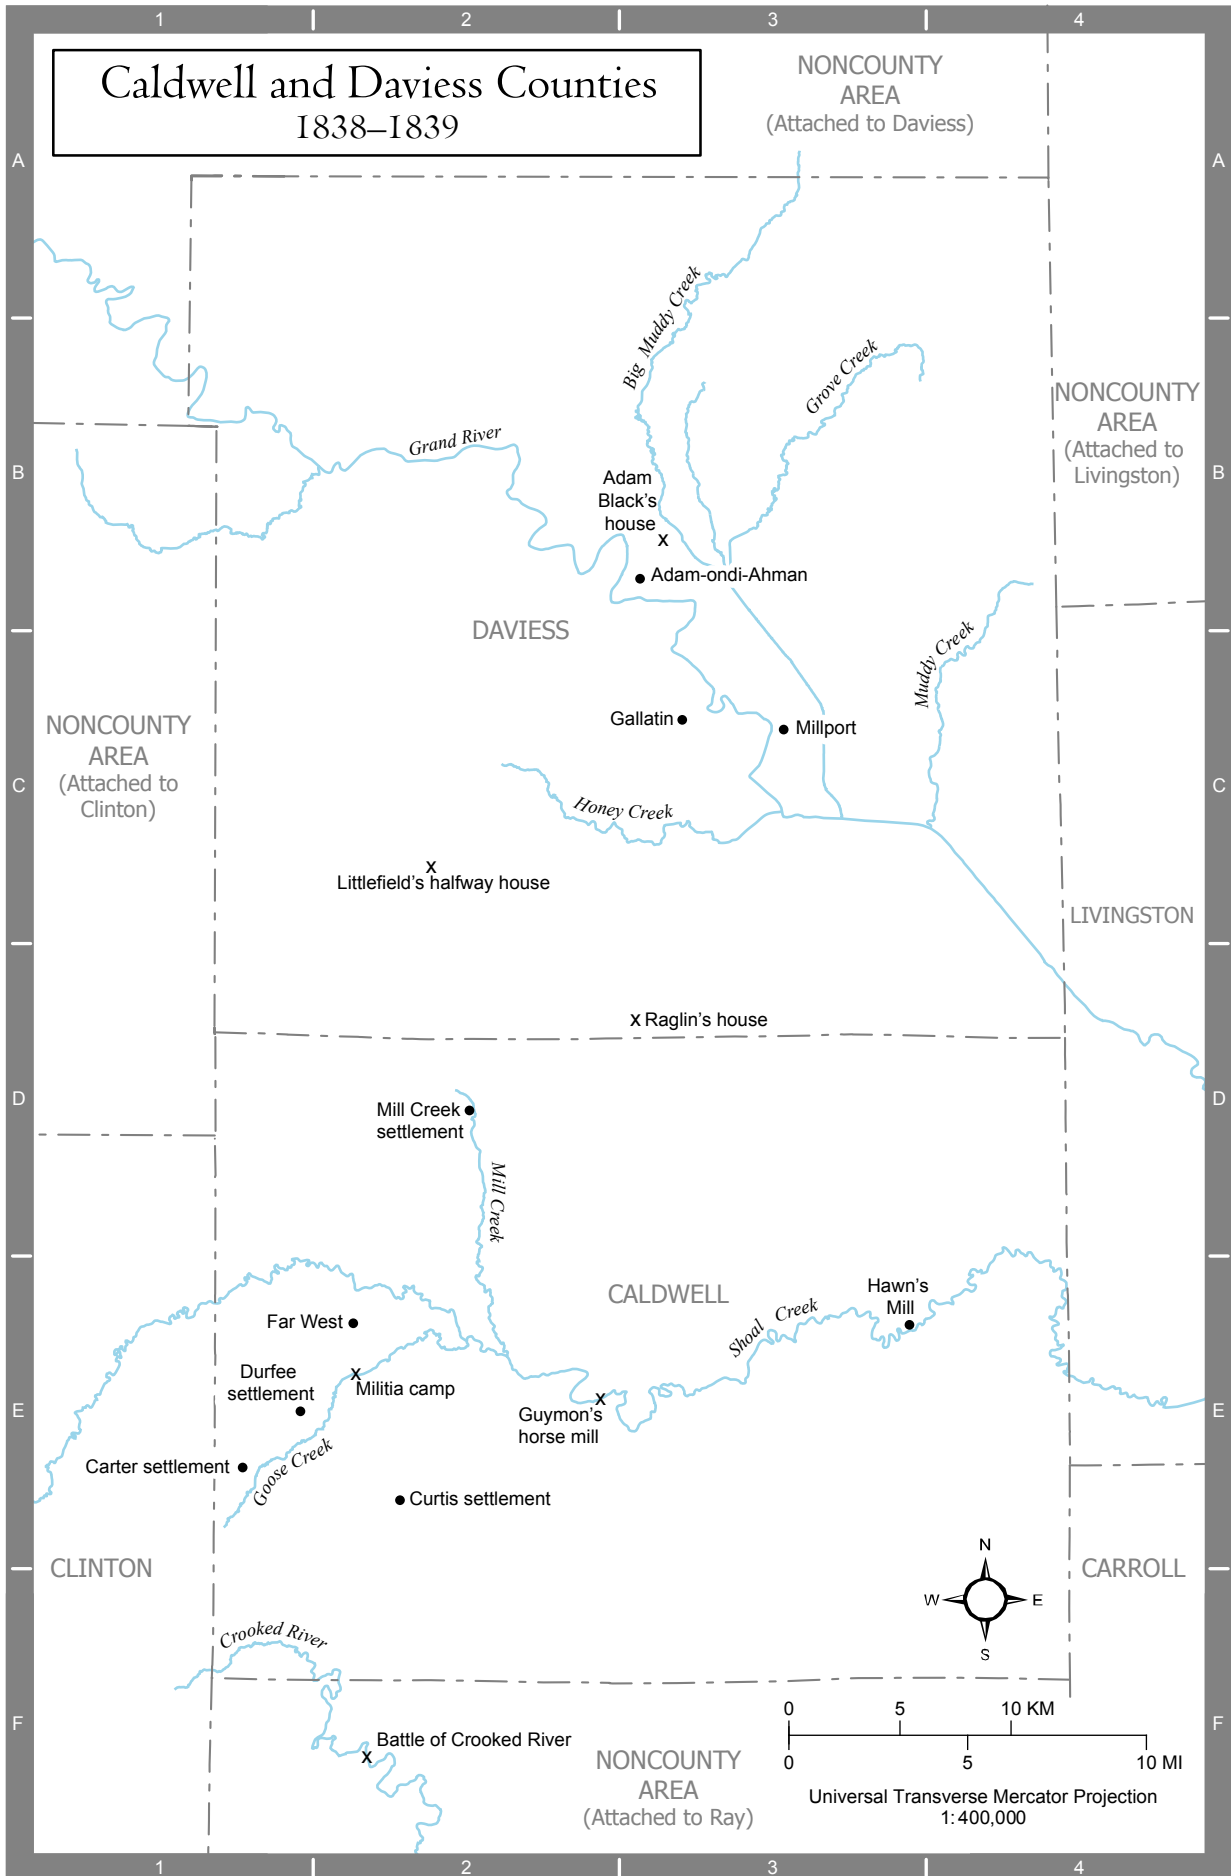 1 2 3 4
Caldwell and Daviess Counties
1838–1839
NONCOUNTY
AREA
(Attached to Daviess)
A A
Big Muddy Creek
Grove Creek
NONCOUNTY
AREA
(Attached to
Livingston)
Grand River
B B
Adam
Black's
house
x
Adam-ondi-Ahman
DAVIESS
Muddy Creek
NONCOUNTY
AREA
(Attached to
Clinton)
Gallatin
Millport
C C
Honey Creek
x
Littlefield's halfway house
LIVINGSTON
x Raglin's house
D D
Mill Creek
settlement
Mill Creek
CALDWELL
Hawn's
Mill
Shoal Creek
Far West
Durfee
settlement
x
Militia camp
E E
x
Guymon's
horse mill
Carter settlement
Goose Creek
Curtis settlement
CLINTON
CARROLL
N
W E
S
Crooked River
F F
Battle of Crooked River
x
NONCOUNTY
AREA
(Attached to Ray)
0 5 10 KM
0 5 10 MI
Universal Transverse Mercator Projection
1:400,000
1 2 3 4